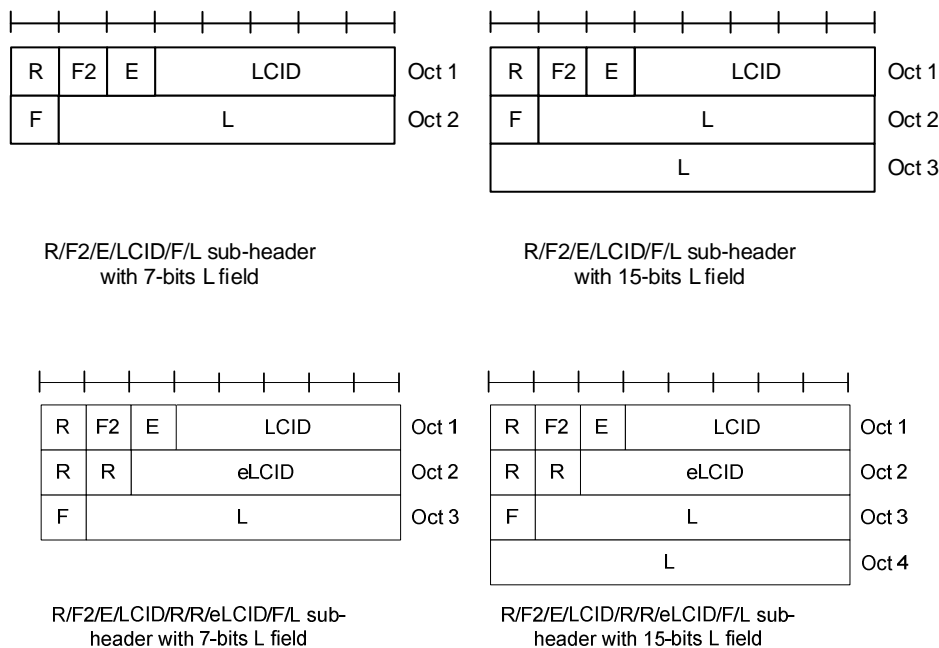 R F2 E LCID Oct 1
F L Oct 2
R/F2/E/LCID/F/L sub-header
with 7-bits L field
R F2 E LCID Oct 1
F L Oct 2
L Oct 3
R/F2/E/LCID/F/L sub-header
with 15-bits L field
R F2 E LCID Oct 1
R R eLCID Oct 2
F L Oct 3
R/F2/E/LCID/R/R/eLCID/F/L sub-
header with 7-bits L field
R F2 E LCID Oct 1
R R eLCID Oct 2
F L Oct 3
L Oct 4
R/F2/E/LCID/R/R/eLCID/F/L sub-
header with 15-bits L field